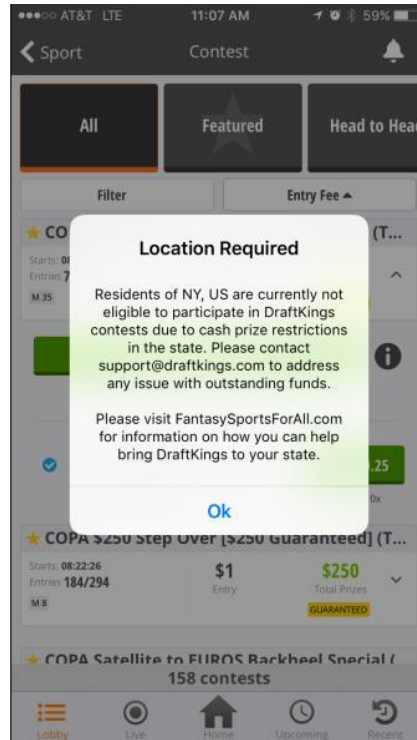 AT&T LTE 11:07 AM 59%
Sport Contest
All Featured Head to Hea
Filter Entry Fee
CO (T...
Starts: 08
Entries 7
M 35
Location Required
Residents of NY, US are currently not
eligible to participate in DraftKings
contests due to cash prize restrictions
in the state. Please contact
support@draftkings.com to address
any issue with outstanding funds.
Please visit FantasySportsForAll.com
for information on how you can help
bring DraftKings to your state.
Ok
.25
0x
COPA $250 Step Over [$250 Guaranteed] (T...
Starts: 08:22:26 $1 $250
Entries 184/294 Entry Total Prizes
M 8 GUARANTEED
COPA Satellite to EUROS Backheel Special (
158 contests
Lobby Live Home Upcoming Recent